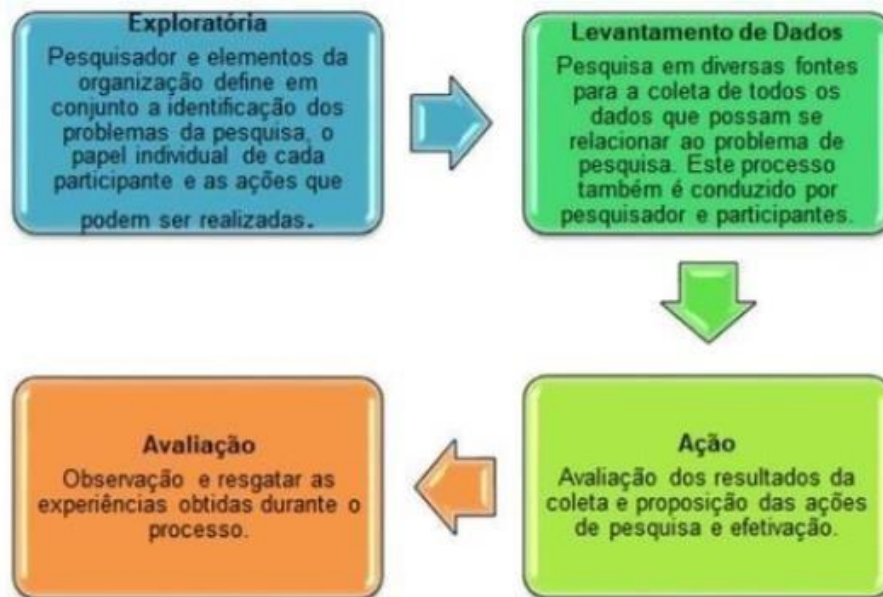 Exploratória
Pesquisador e elementos da
organização define em
conjunto a identificação dos
problemas da pesquisa, o
papel individual de cada
participante e as ações que
podem ser realizadas.
Levantamento de Dados
Pesquisa em diversas fontes
para a coleta de todos os
dados que possam se
relacionar ao problema de
pesquisa. Este processo
também é conduzido por
pesquisador e participantes.
Ação
Avaliação dos resultados da
coleta e proposição das ações
de pesquisa e efetivação.
Avaliação
Observação e resgatar as
experiências obtidas durante o
processo.